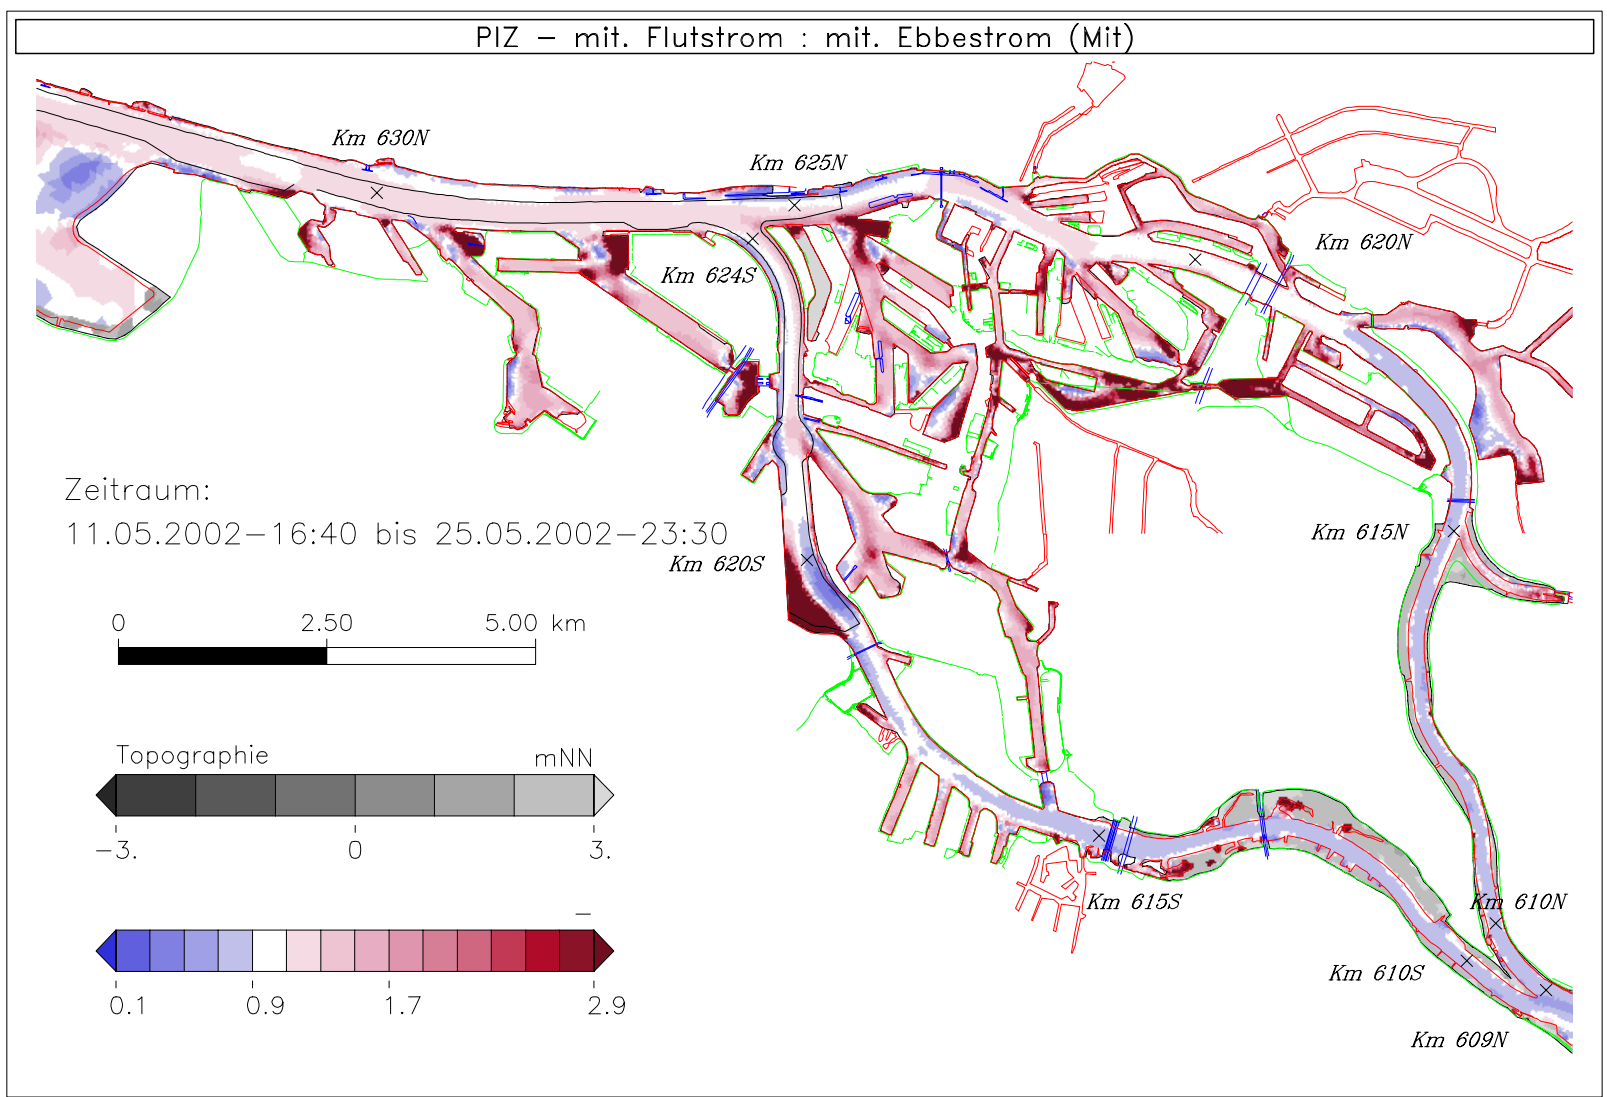 PIZ – mit. Flutstrom : mit. Ebbestrom (Mit)
Km 630N
Km 625N
Km 620N
Km 624S
Zeitraum:
11.05.2002–16:40 bis 25.05.2002–23:30
Km 615N
Km 620S
0 2.50 5.00 km
Topographie mNN
–3. 0 3.
Km 615S
Km 610N
–
Km 610S
0.1 0.9 1.7 2.9
Km 609N